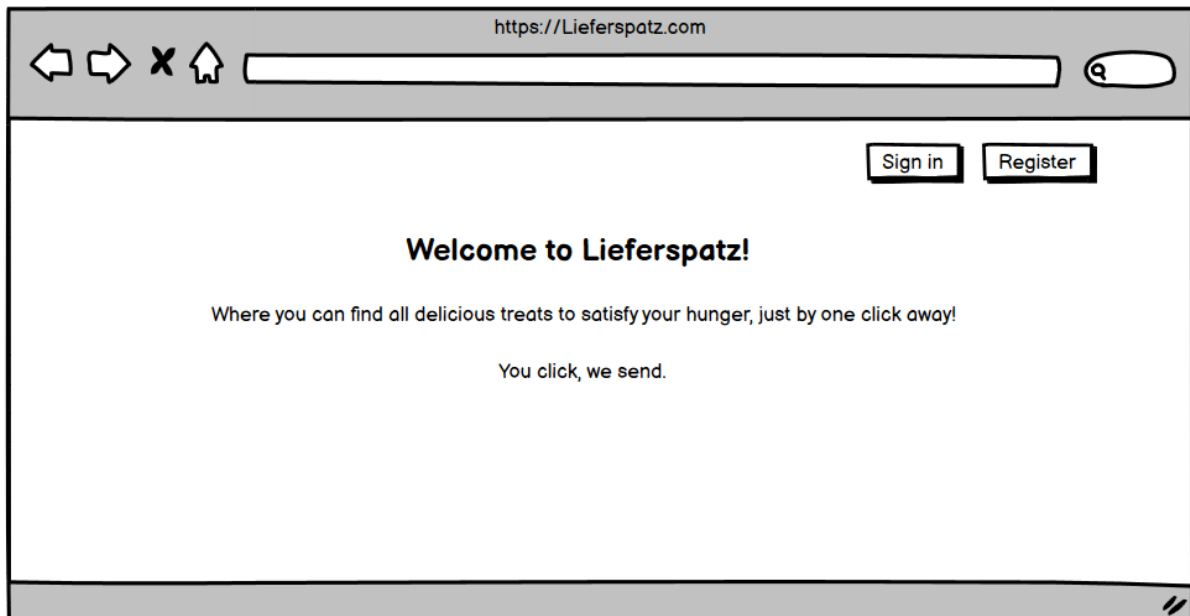 https://Lieferspatz.com
Sign in Register
Welcome to Lieferspatz!
Where you can find all delicious treats to satisfy your hunger, just by one click away!
You click, we send.